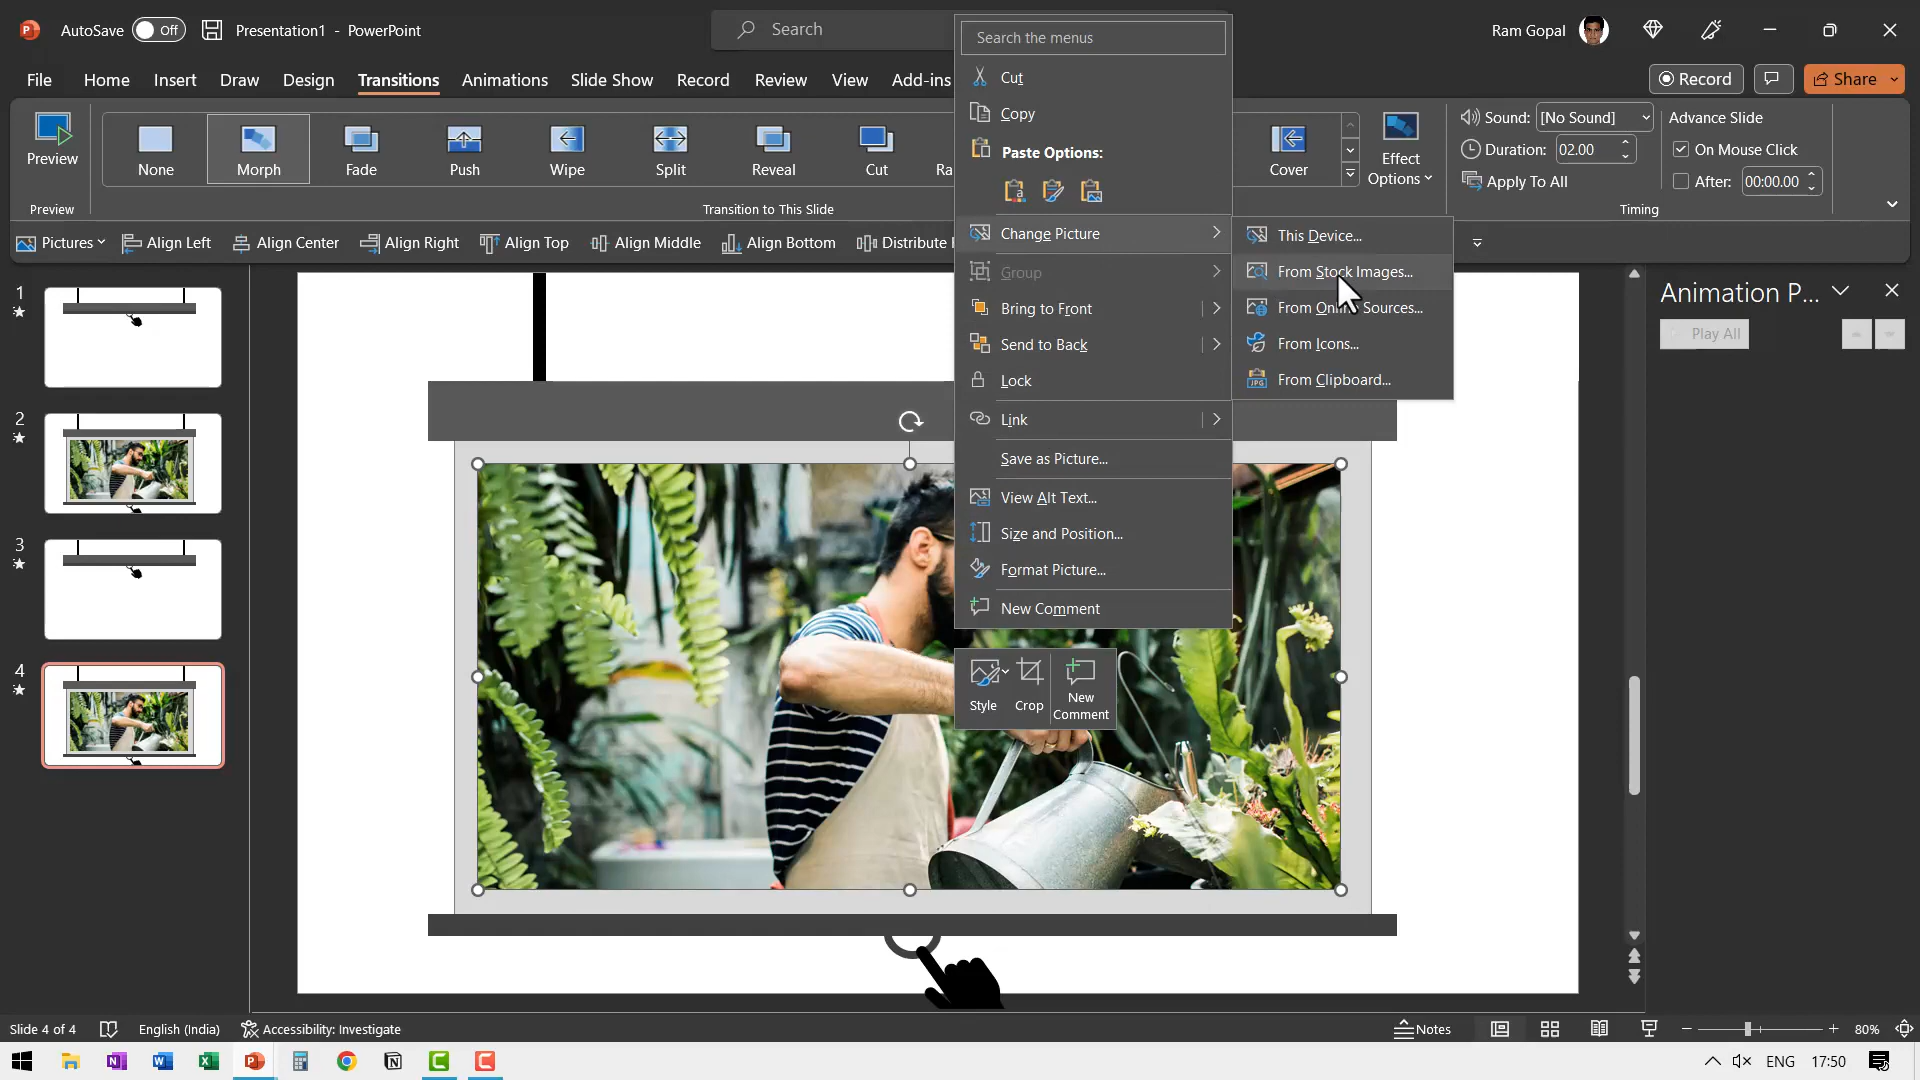 AutoSave Off Presentation1 - PowerPoint Search Ram Gopal
File Home Insert Draw Design Transitions Animations Slide Show Record Review View Add-ins Record Share
Preview
None Morph Fade Push Wipe Split Reveal Cut Ra Cover
Effect
Options
Preview
Transition to This Slide
Sound: [No Sound]
Duration: 02.00
Apply To All
Advance Slide
On Mouse Click
After: 00:00.00
Timing
Pictures Align Left Align Center Align Right Align Top Align Middle Align Bottom Distribute
Search the menus
Cut
Copy
Paste Options:
Change Picture
Group
Bring to Front
Send to Back
Lock
Link
Save as Picture...
View Alt Text...
Size and Position...
Format Picture...
New Comment
Style Crop New
Comment
This Device...
From Stock Images...
From Online Sources...
From Icons...
From Clipboard...
JPG
Animation P...
Play All
1
2
3
4
Slide 4 of 4 English (India) Accessibility: Investigate Notes 80%
ENG 17:50